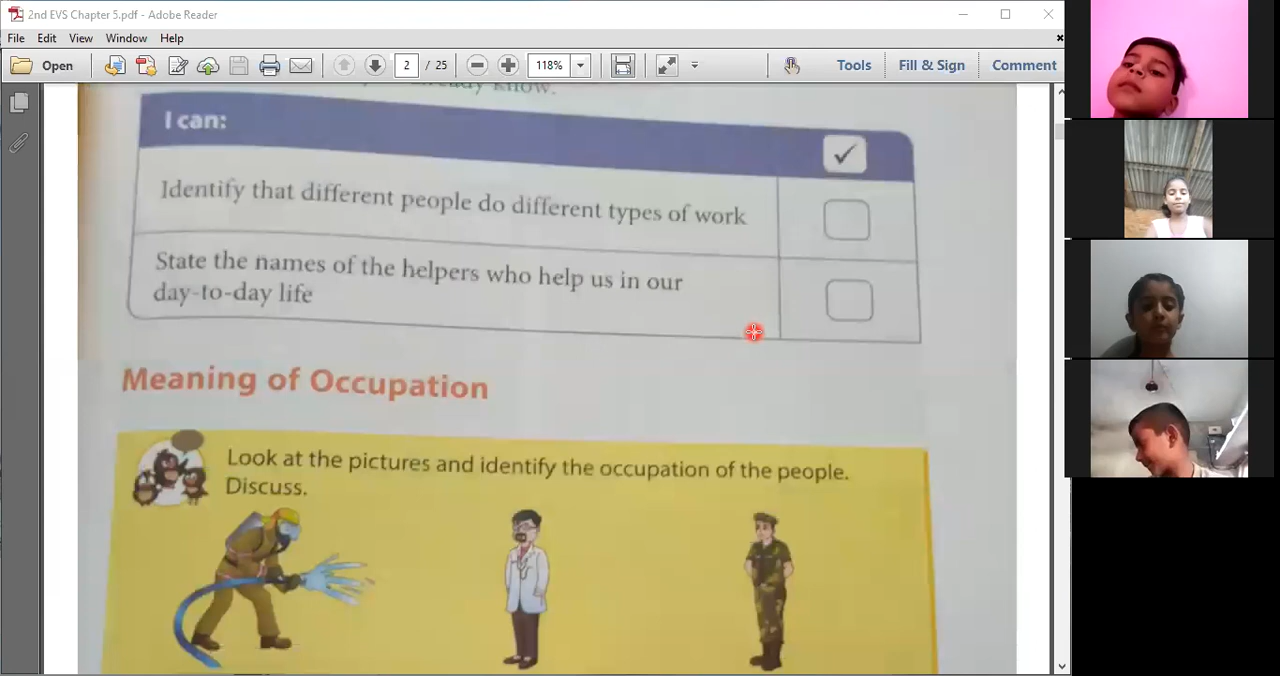 2nd EVS Chapter 5.pdf - Adobe Reader
File Edit View Window Help
Open 2 / 25 118% Tools Fill & Sign Comment
already know.
I can:
Identify that different people do different types of work
State the names of the helpers who help us in our
day-to-day life
Meaning of Occupation
Look at the pictures and identify the occupation of the people.
Discuss.